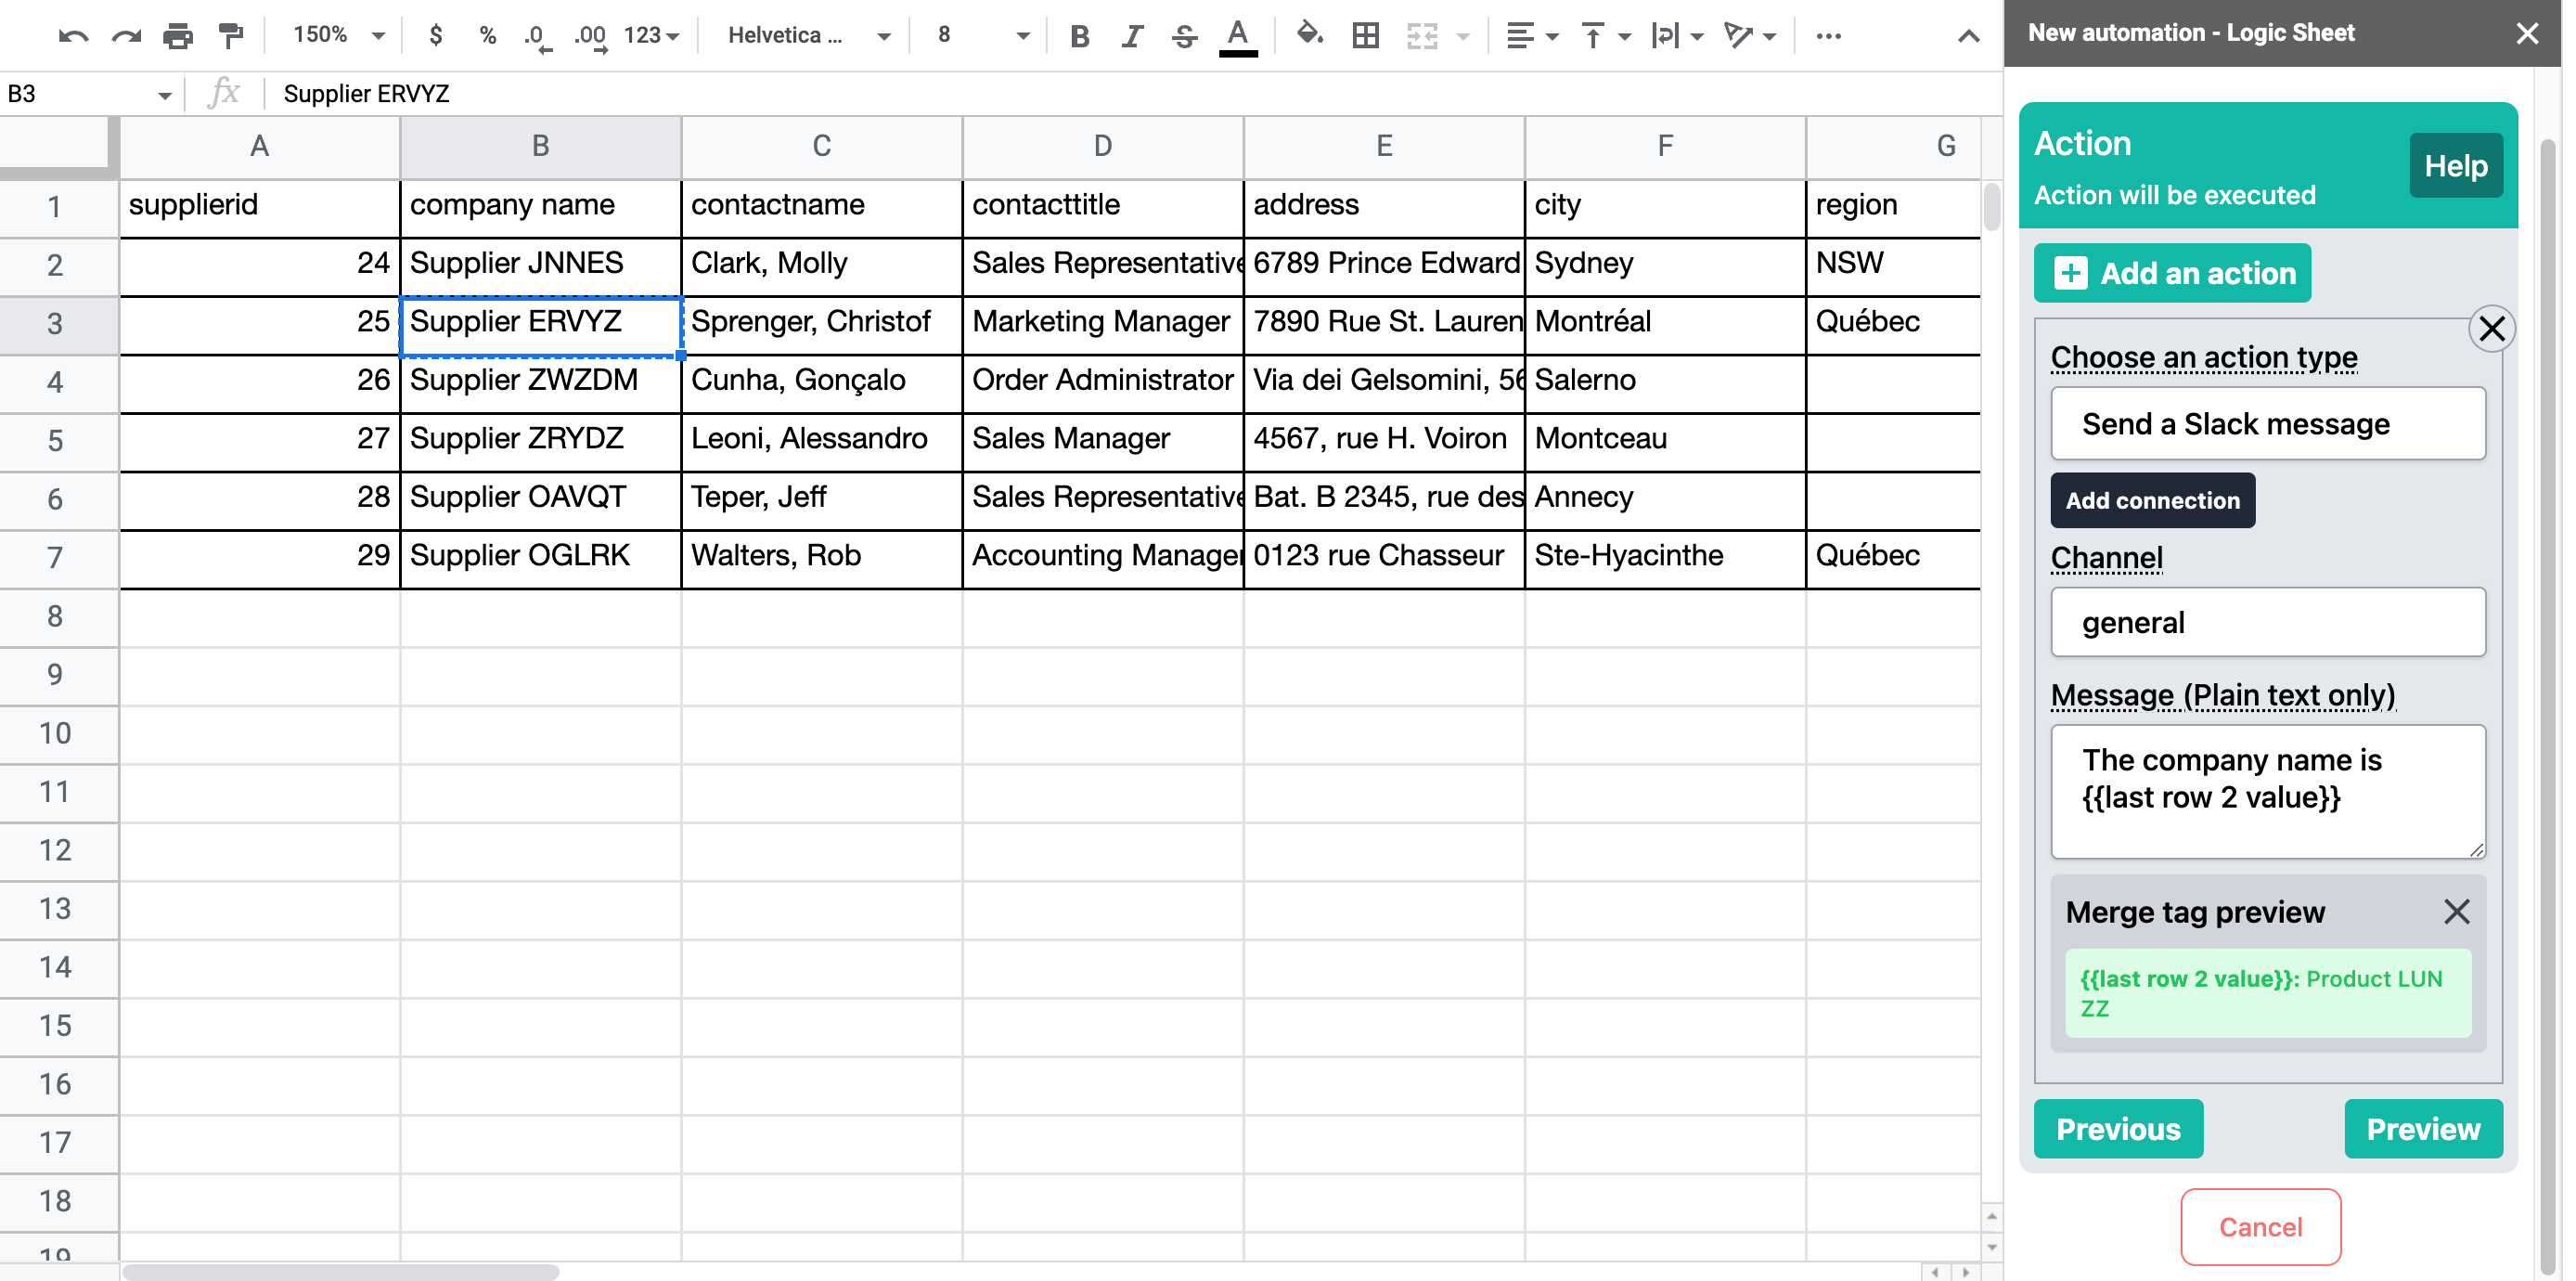 150% $ % .0 .00 123 Helvetica ... 8 B I S A
B3 fx Supplier ERVYZ
A B C D E F G
1 supplierid company name contactname contacttitle address city region
2 24 Supplier JNNES Clark, Molly Sales Representative 6789 Prince Edward Sydney NSW
3 25 Supplier ERVYZ Sprenger, Christof Marketing Manager 7890 Rue St. Lauren Montréal Québec
4 26 Supplier ZWZDM Cunha, Gonçalo Order Administrator Via dei Gelsomini, 56 Salerno
5 27 Supplier ZRYDZ Leoni, Alessandro Sales Manager 4567, rue H. Voiron Montceau
6 28 Supplier OAVQT Teper, Jeff Sales Representative Bat. B 2345, rue des Annecy
7 29 Supplier OGLRK Walters, Rob Accounting Manager 0123 rue Chasseur Ste-Hyacinthe Québec
8
9
10
11
12
13
14
15
16
17
18
19
New automation - Logic Sheet
Action
Action will be executed
Help
Add an action
Choose an action type
Send a Slack message
Add connection
Channel
general
Message (Plain text only)
The company name is
{{last row 2 value}}
Merge tag preview
{{last row 2 value}}: Product LUN
ZZ
Previous Preview
Cancel